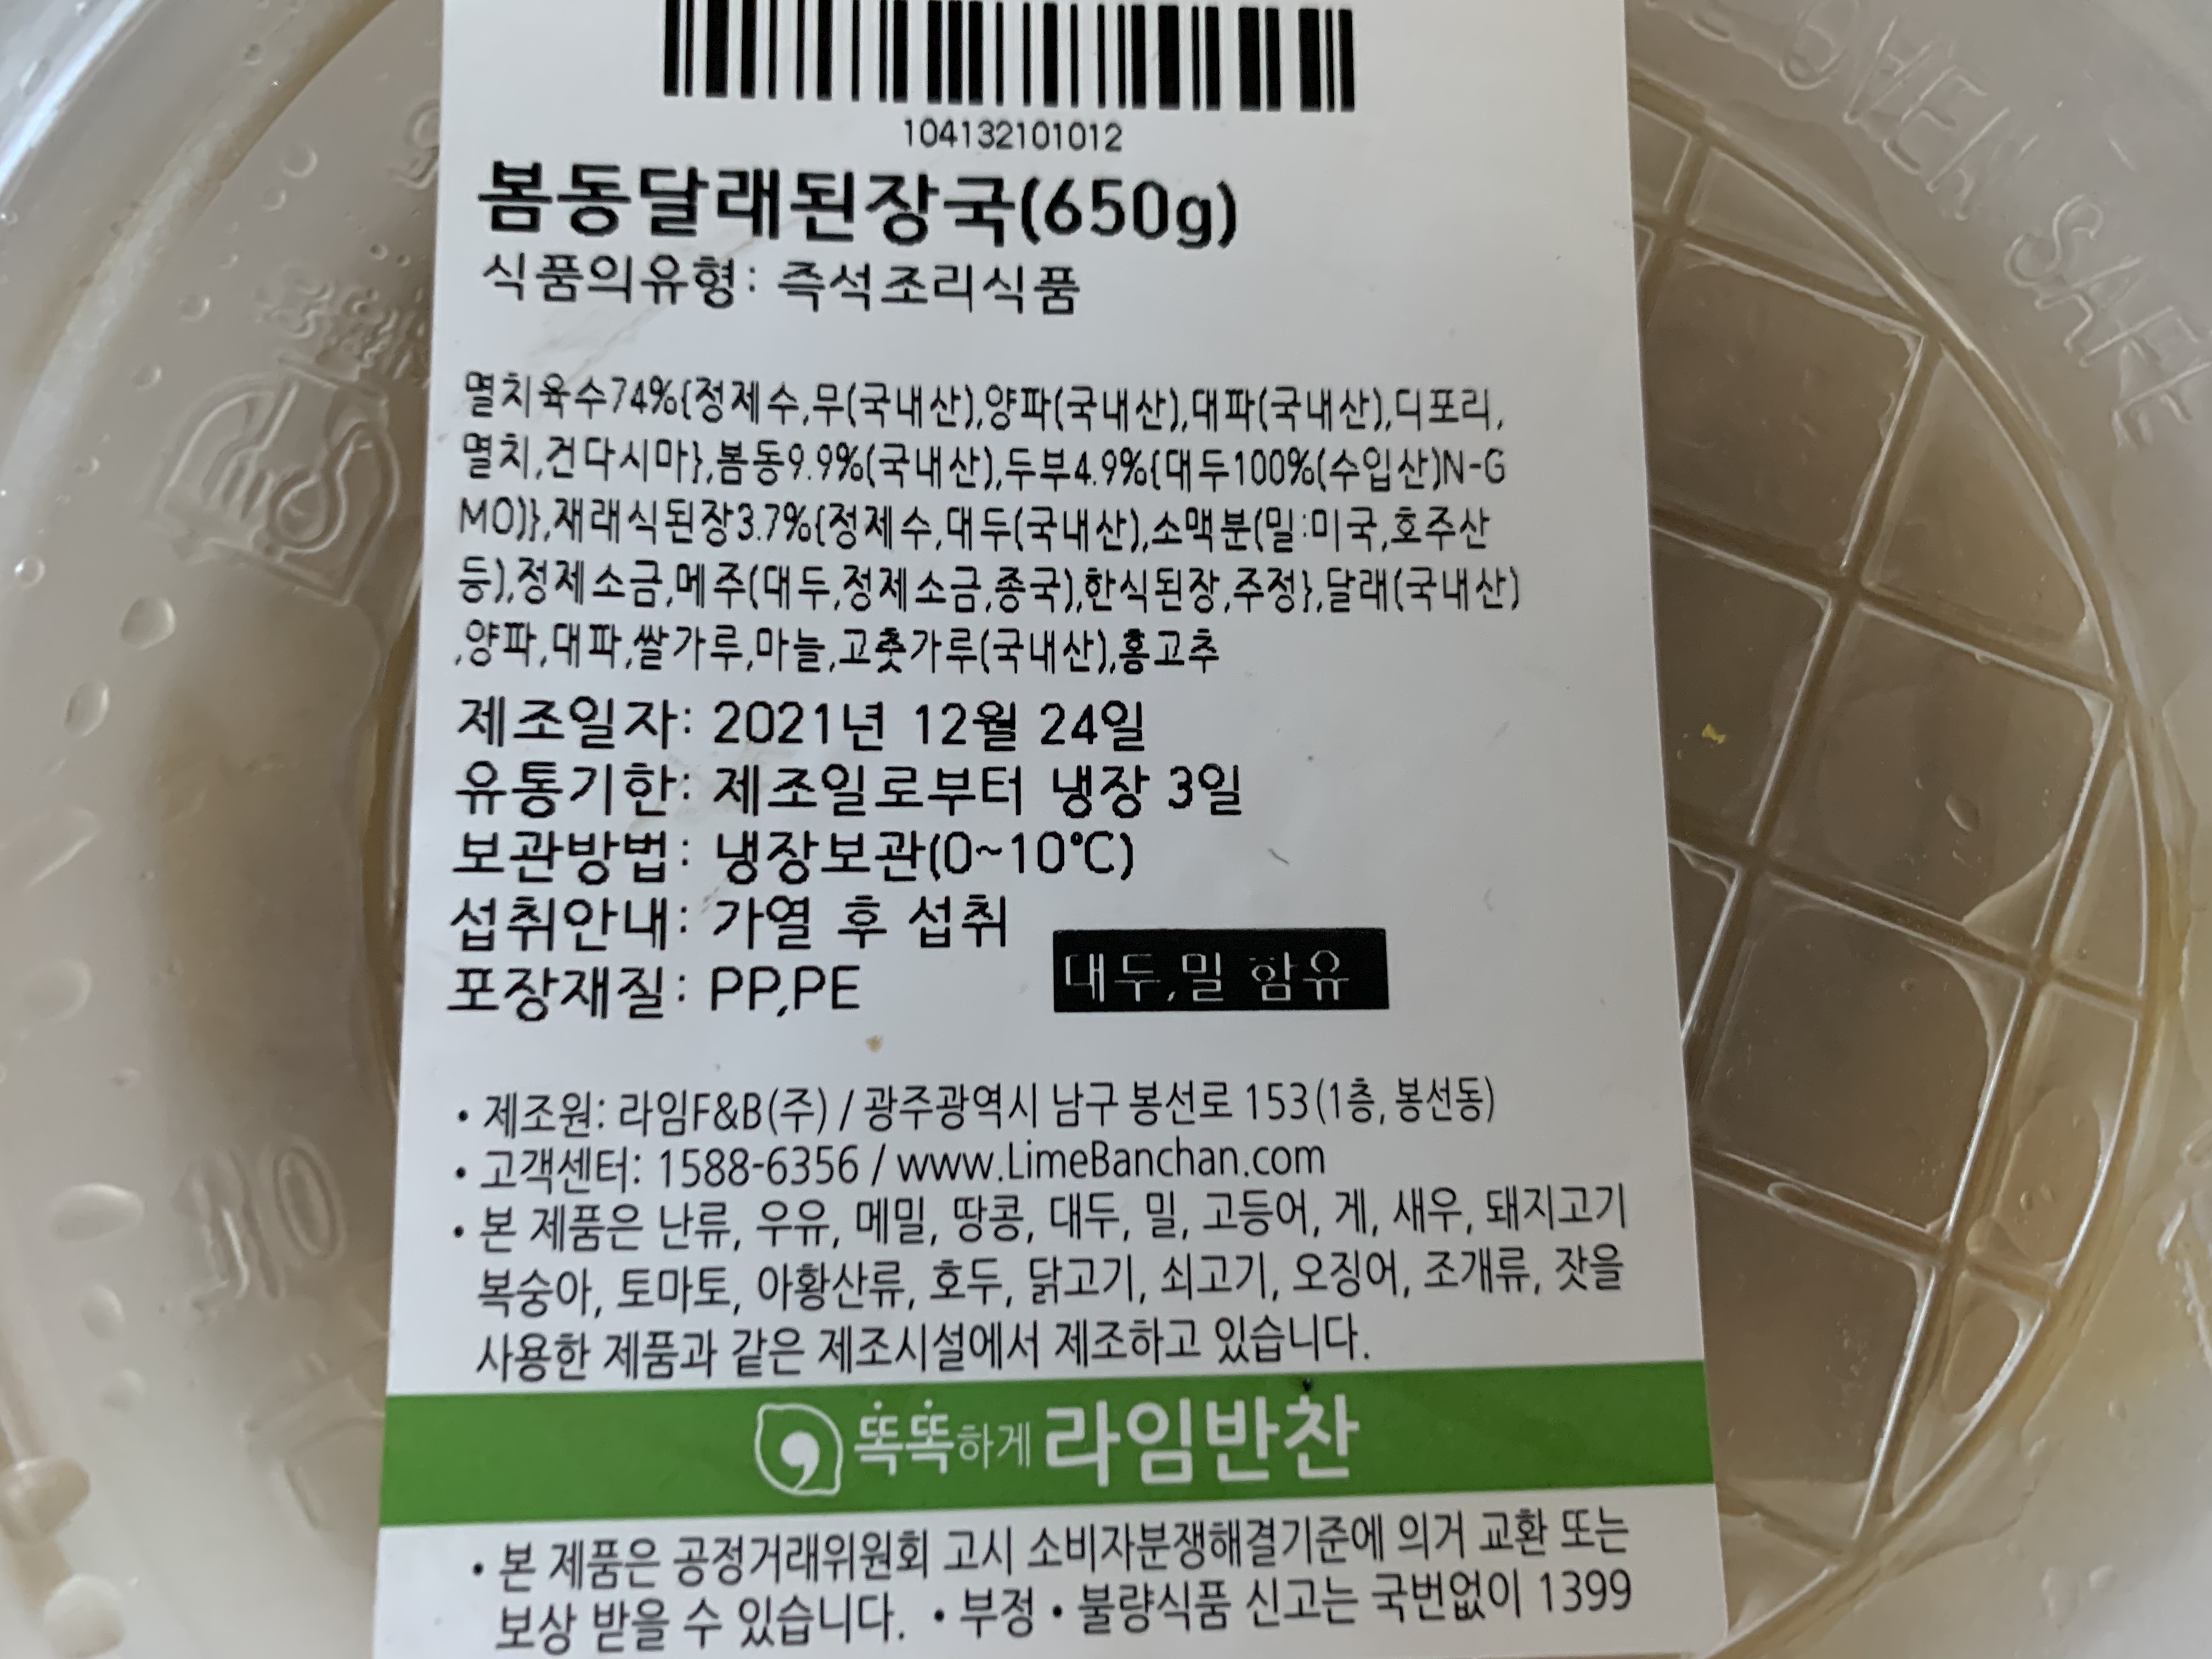 104132101012
봄동달래된장국(650g)
식품의유형: 즉석조리식품
멸치육수74%{정제수,무(국내산),양파(국내산),대파(국내산),디포리,
멸치,건다시마},봄동9.9%(국내산),두부4.9%{대두100%(수입산)N-G
MO)},재래식된장3.7%{정제수,대두(국내산),소맥분(밀:미국,호주산
등),정제소금,메주(대두,정제소금,종국),한식된장,주정},달래(국내산)
,양파,대파,쌀가루,마늘,고춧가루(국내산),홍고추
제조일자: 2021년 12월 24일
유통기한: 제조일로부터 냉장 3일
보관방법: 냉장보관(0~10℃)
섭취안내: 가열 후 섭취
포장재질: PP,PE
대두,밀 함유
• 제조원: 라임F&B(주) / 광주광역시 남구 봉선로 153(1층, 봉선동)
• 고객센터: 1588-6356 / www.LimeBanchan.com
• 본 제품은 난류, 우유, 메밀, 땅콩, 대두, 밀, 고등어, 게, 새우, 돼지고기
복숭아, 토마토, 아황산류, 호두, 닭고기, 쇠고기, 오징어, 조개류, 잣을
사용한 제품과 같은 제조시설에서 제조하고 있습니다.
똑똑하게 라임반찬
• 본 제품은 공정거래위원회 고시 소비자분쟁해결기준에 의거 교환 또는
보상 받을 수 있습니다. • 부정 • 불량식품 신고는 국번없이 1399
OVEN SAFE